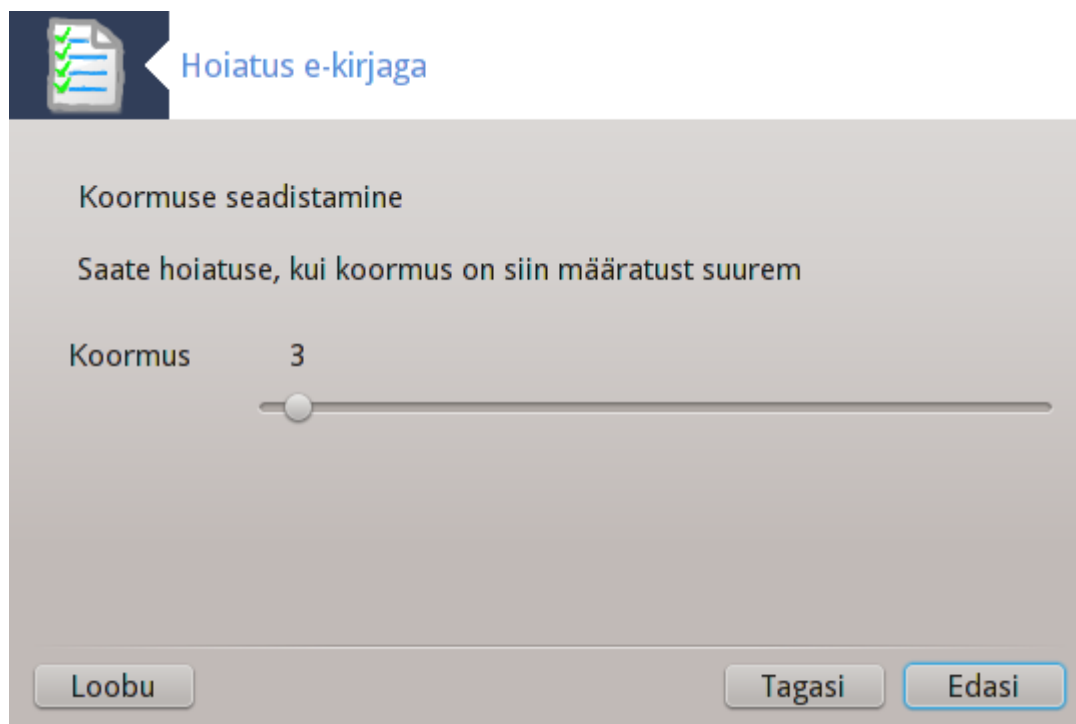 Hoiatus e-kirjaga
Koormuse seadistamine
Saate hoiatuse, kui koormus on siin määratust suurem
Koormus 3
Loobu Tagasi Edasi